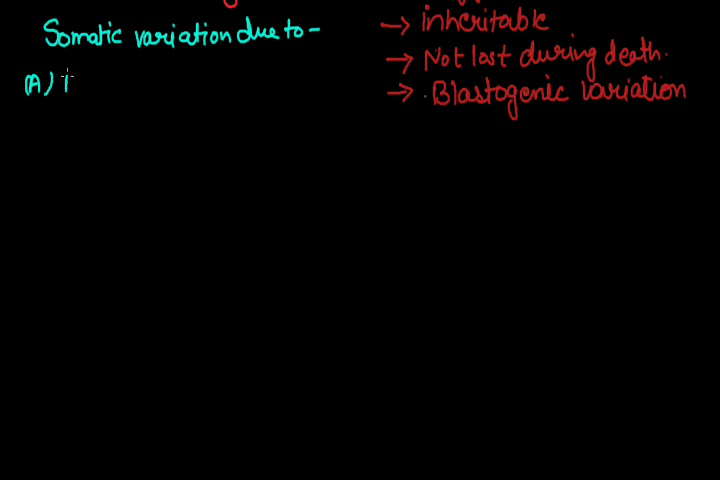 Somatic variation due to -
(A)
→ inheritable
→ Not lost during death.
→ . Blastogenic variation